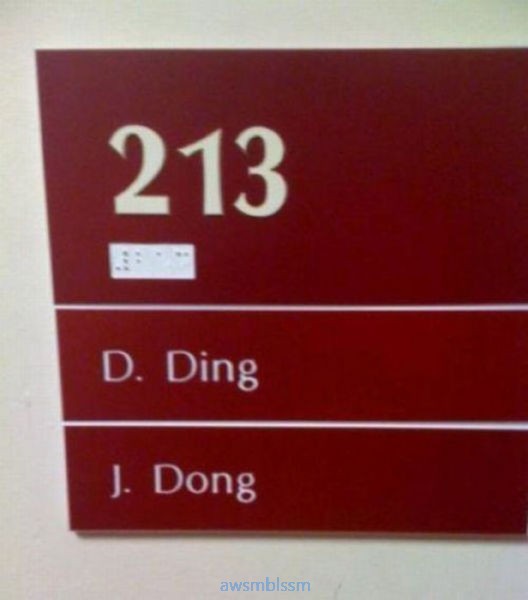 213
D. Ding
J. Dong
awsmblssm